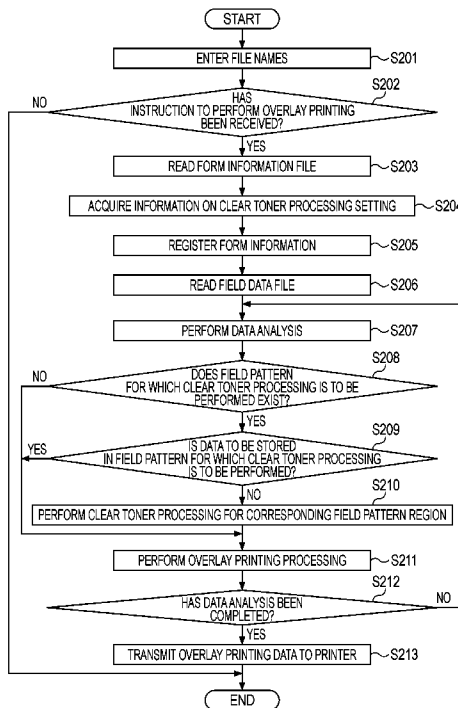 START
ENTER FILE NAMES
S201
S202
NO
HAS
INSTRUCTION TO PERFORM OVERLAY PRINTING
BEEN RECEIVED?
YES
READ FORM INFORMATION FILE
S203
ACQUIRE INFORMATION ON CLEAR TONER PROCESSING SETTING
S204
REGISTER FORM INFORMATION
S205
READ FIELD DATA FILE
S206
PERFORM DATA ANALYSIS
S207
S208
NO
DOES FIELD PATTERN
FOR WHICH CLEAR TONER PROCESSING IS TO BE
PERFORMED EXIST?
YES
S209
YES
IS DATA TO BE STORED
IN FIELD PATTERN FOR WHICH CLEAR TONER PROCESSING
IS TO BE PERFORMED?
NO
S210
PERFORM CLEAR TONER PROCESSING FOR CORRESPONDING FIELD PATTERN REGION
PERFORM OVERLAY PRINTING PROCESSING
S211
S212
NO
HAS DATA ANALYSIS BEEN
COMPLETED?
YES
TRANSMIT OVERLAY PRINTING DATA TO PRINTER
S213
END